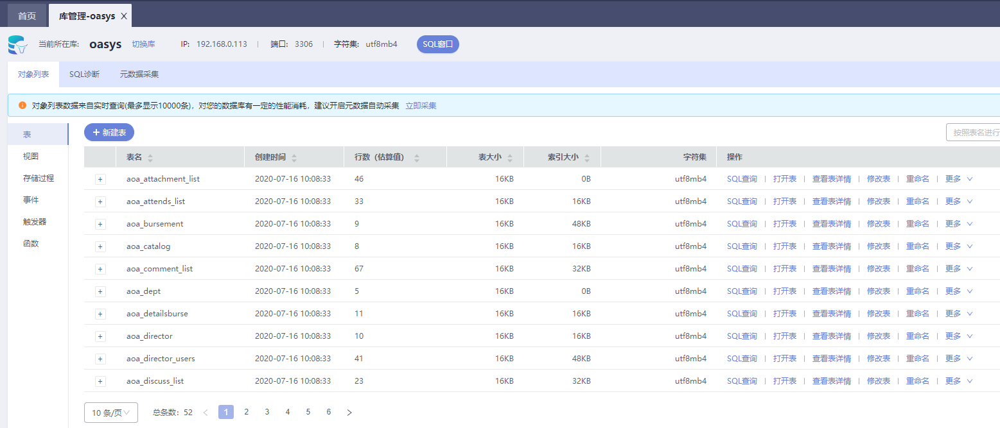 首页 库管理-oasys X
当前所在库: oasys 切换库 IP: 192.168.0.113 | 端口: 3306 | 字符集: utf8mb4 SQL窗口
对象列表 SQL诊断 元数据采集
对象列表数据来自实时查询(最多显示10000条)，对您的数据库有一定的性能消耗，建议开启元数据自动采集 立即采集
表
视图
存储过程
事件
触发器
函数
+ 新建表 按照表名进行
表名 创建时间 行数（估算值） 表大小 索引大小 字符集 操作
+ aoa_attachment_list 2020-07-16 10:08:33 46 16KB 0B utf8mb4 SQL查询 | 打开表 | 查看表详情 | 修改表 | 重命名 | 更多
+ aoa_attends_list 2020-07-16 10:08:33 33 16KB 16KB utf8mb4 SQL查询 | 打开表 | 查看表详情 | 修改表 | 重命名 | 更多
+ aoa_bursement 2020-07-16 10:08:33 9 16KB 48KB utf8mb4 SQL查询 | 打开表 | 查看表详情 | 修改表 | 重命名 | 更多
+ aoa_catalog 2020-07-16 10:08:33 8 16KB 16KB utf8mb4 SQL查询 | 打开表 | 查看表详情 | 修改表 | 重命名 | 更多
+ aoa_comment_list 2020-07-16 10:08:33 67 16KB 32KB utf8mb4 SQL查询 | 打开表 | 查看表详情 | 修改表 | 重命名 | 更多
+ aoa_dept 2020-07-16 10:08:33 5 16KB 0B utf8mb4 SQL查询 | 打开表 | 查看表详情 | 修改表 | 重命名 | 更多
+ aoa_detailsburse 2020-07-16 10:08:33 11 16KB 16KB utf8mb4 SQL查询 | 打开表 | 查看表详情 | 修改表 | 重命名 | 更多
+ aoa_director 2020-07-16 10:08:33 10 16KB 16KB utf8mb4 SQL查询 | 打开表 | 查看表详情 | 修改表 | 重命名 | 更多
+ aoa_director_users 2020-07-16 10:08:33 41 16KB 48KB utf8mb4 SQL查询 | 打开表 | 查看表详情 | 修改表 | 重命名 | 更多
+ aoa_discuss_list 2020-07-16 10:08:33 23 16KB 32KB utf8mb4 SQL查询 | 打开表 | 查看表详情 | 修改表 | 重命名 | 更多
10 条/页 总条数: 52 < 1 2 3 4 5 6 >